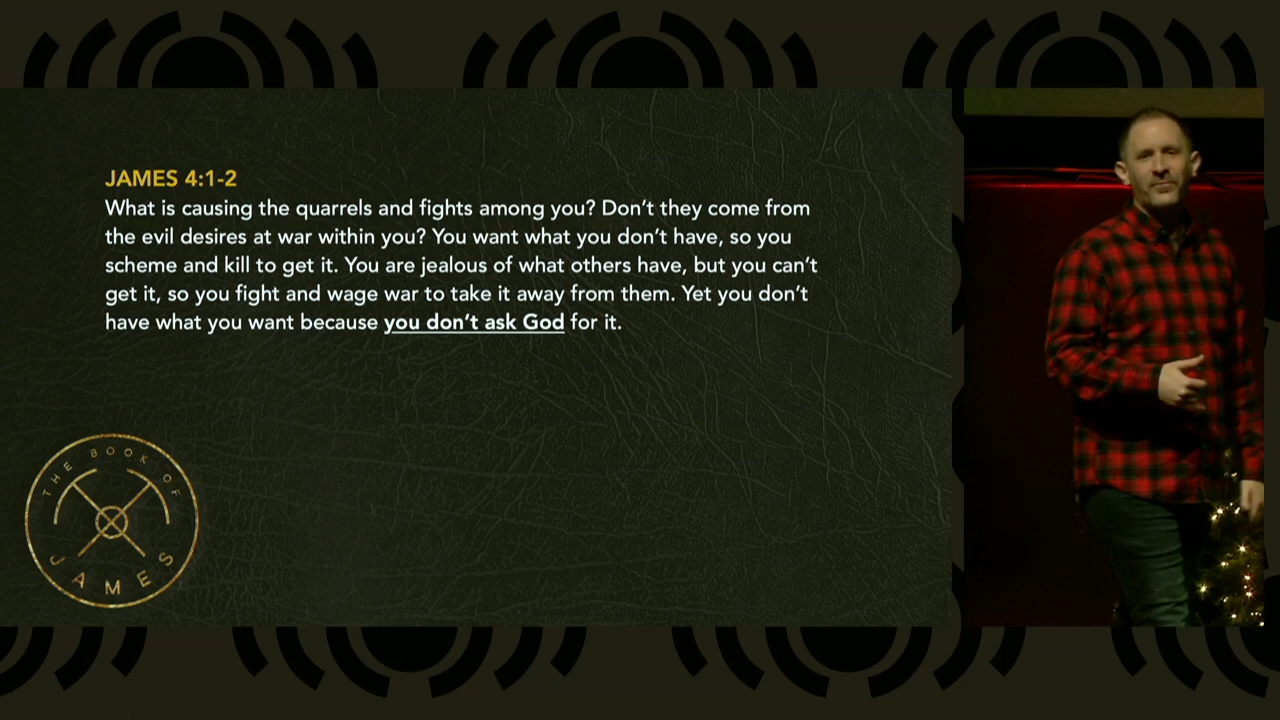 JAMES 4:1-2
What is causing the quarrels and fights among you? Don’t they come from
the evil desires at war within you? You want what you don’t have, so you
scheme and kill to get it. You are jealous of what others have, but you can’t
get it, so you fight and wage war to take it away from them. Yet you don’t
have what you want because you don’t ask God for it.
THE BOOK OF
JAMES